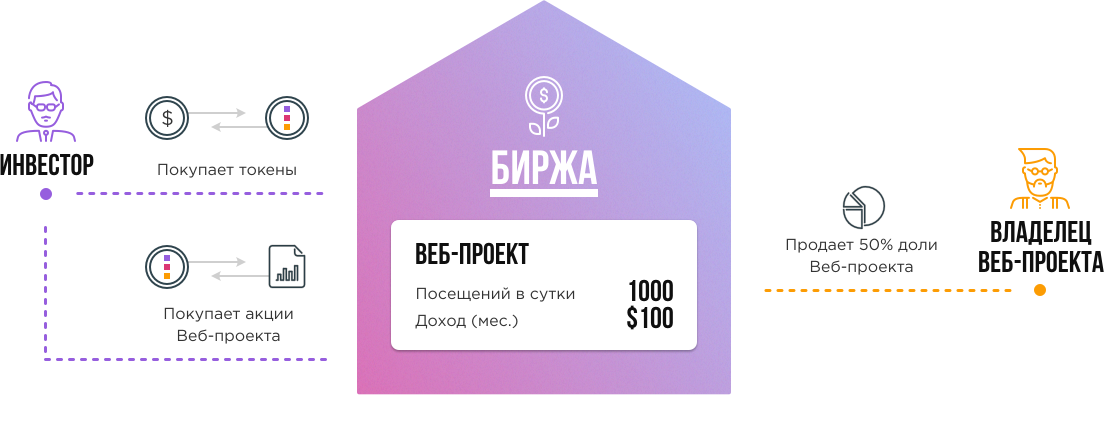 ИНВЕСТОР
$
Покупает токены
Покупает акции
Веб-проекта
$
БИРЖА
ВЕБ-ПРОЕКТ
Посещений в сутки 1000
Доход (мес.) $100
Продает 50% доли
Веб-проекта
ВЛАДЕЛЕЦ
ВЕБ-ПРОЕКТА